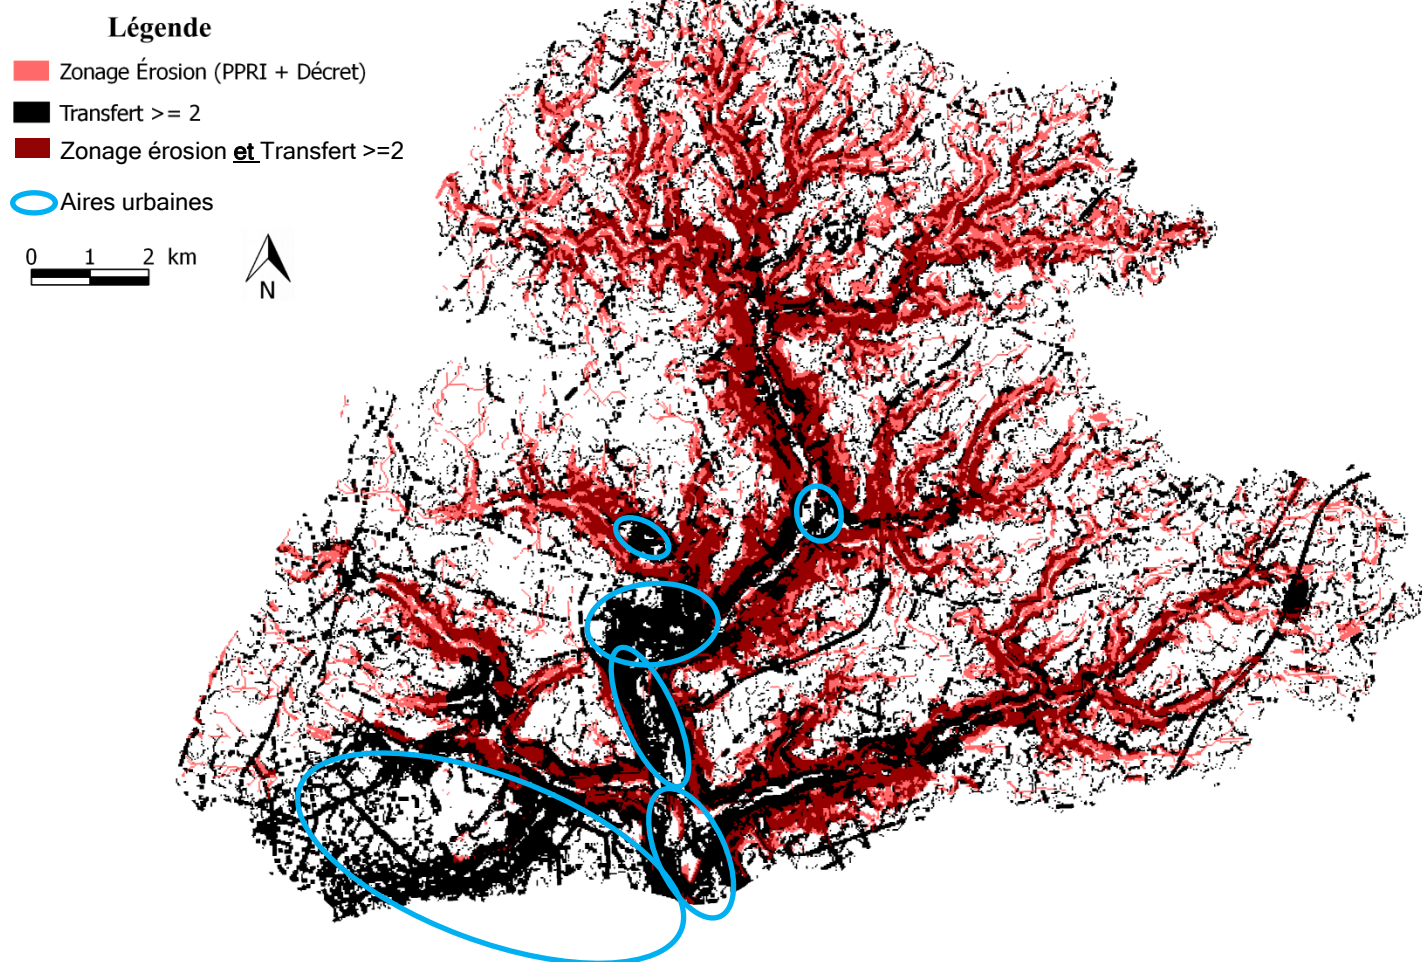 Légende
Zonage Érosion (PPRI + Décret)
Transfert >= 2
Zonage érosion et Transfert >=2
Aires urbaines
0 1 2 km
N